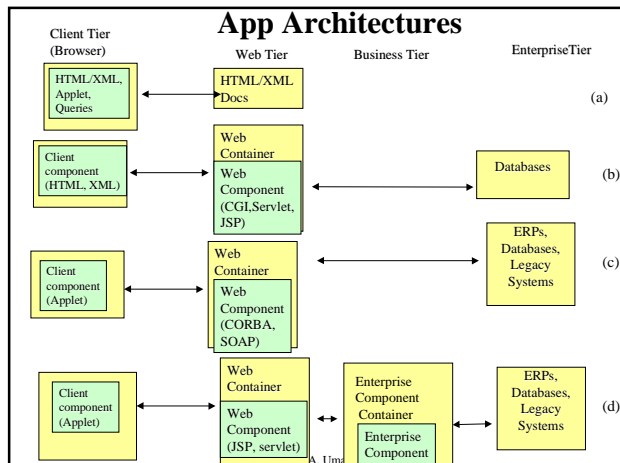 App Architectures
Client Tier
(Browser)
Web Tier
Business Tier
EnterpriseTier
HTML/XML,
Applet,
Queries
HTML/XML
Docs
(a)
Client
component
(HTML, XML)
Web
Container
Web
Component
(CGI,Servlet,
JSP)
Databases
(b)
Client
component
(Applet)
Web
Container
Web
Component
(CORBA,
SOAP)
ERPs,
Databases,
Legacy
Systems
(c)
Client
component
(Applet)
Web
Container
Web
Component
(JSP, servlet)
Enterprise
Component
Container
Enterprise
Component
ERPs,
Databases,
Legacy
Systems
(d)
A